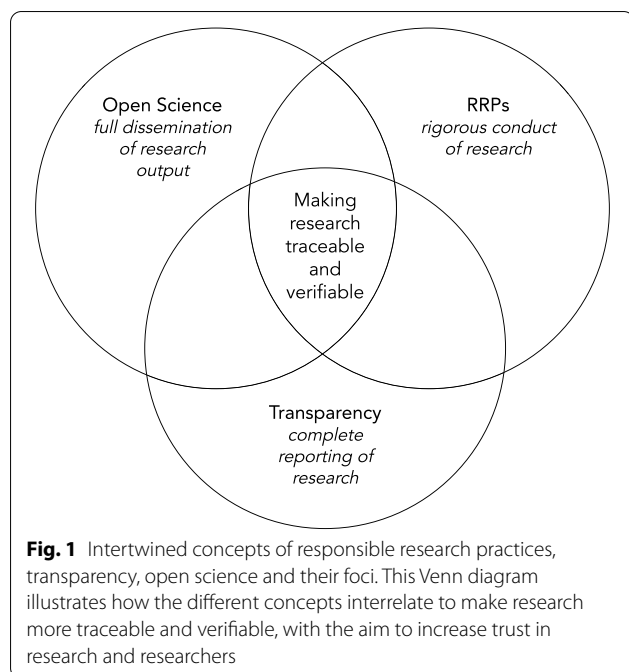 Open Science
full dissemination
of research
output
RRPs
rigorous conduct
of research
Making
research
traceable
and
verifiable
Transparency
complete
reporting of
research
Fig. 1 Intertwined concepts of responsible research practices,
transparency, open science and their foci. This Venn diagram
illustrates how the different concepts interrelate to make research
more traceable and verifiable, with the aim to increase trust in
research and researchers